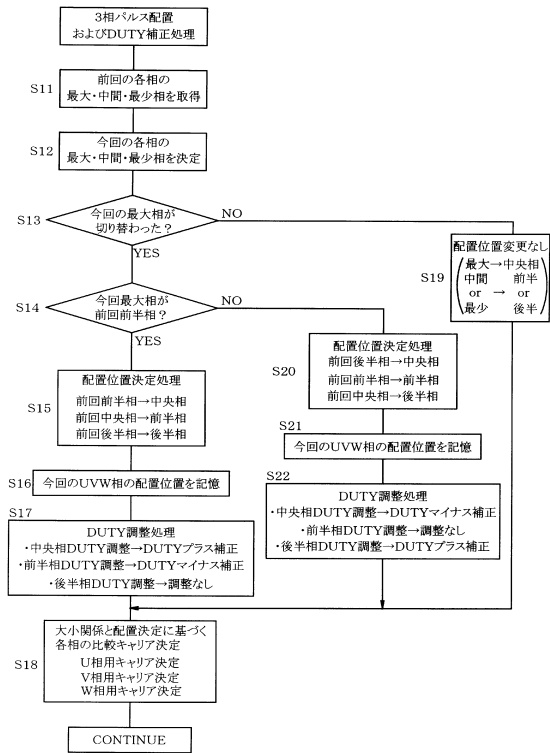 3相パルス配置
およびDUTY補正処理
S11
前回の各相の
最大・中間・最少相を取得
S12
今回の各相の
最大・中間・最少相を決定
S13
今回の最大相が
切り替わった？
NO
YES
S19
配置位置変更なし
最大→中央相
中間 前半
or → or
最少 後半
S14
今回最大相が
前回前半相？
NO
YES
S15
配置位置決定処理
前回前半相→中央相
前回中央相→前半相
前回後半相→後半相
S20
配置位置決定処理
前回後半相→中央相
前回前半相→前半相
前回中央相→後半相
S16
今回のUVW相の配置位置を記憶
S21
今回のUVW相の配置位置を記憶
S17
DUTY調整処理
・中央相DUTY調整→DUTYプラス補正
・前半相DUTY調整→DUTYマイナス補正
・後半相DUTY調整→調整なし
S22
DUTY調整処理
・中央相DUTY調整→DUTYマイナス補正
・前半相DUTY調整→調整なし
・後半相DUTY調整→DUTYプラス補正
S18
大小関係と配置決定に基づく
各相の比較キャリア決定
U相用キャリア決定
V相用キャリア決定
W相用キャリア決定
CONTINUE